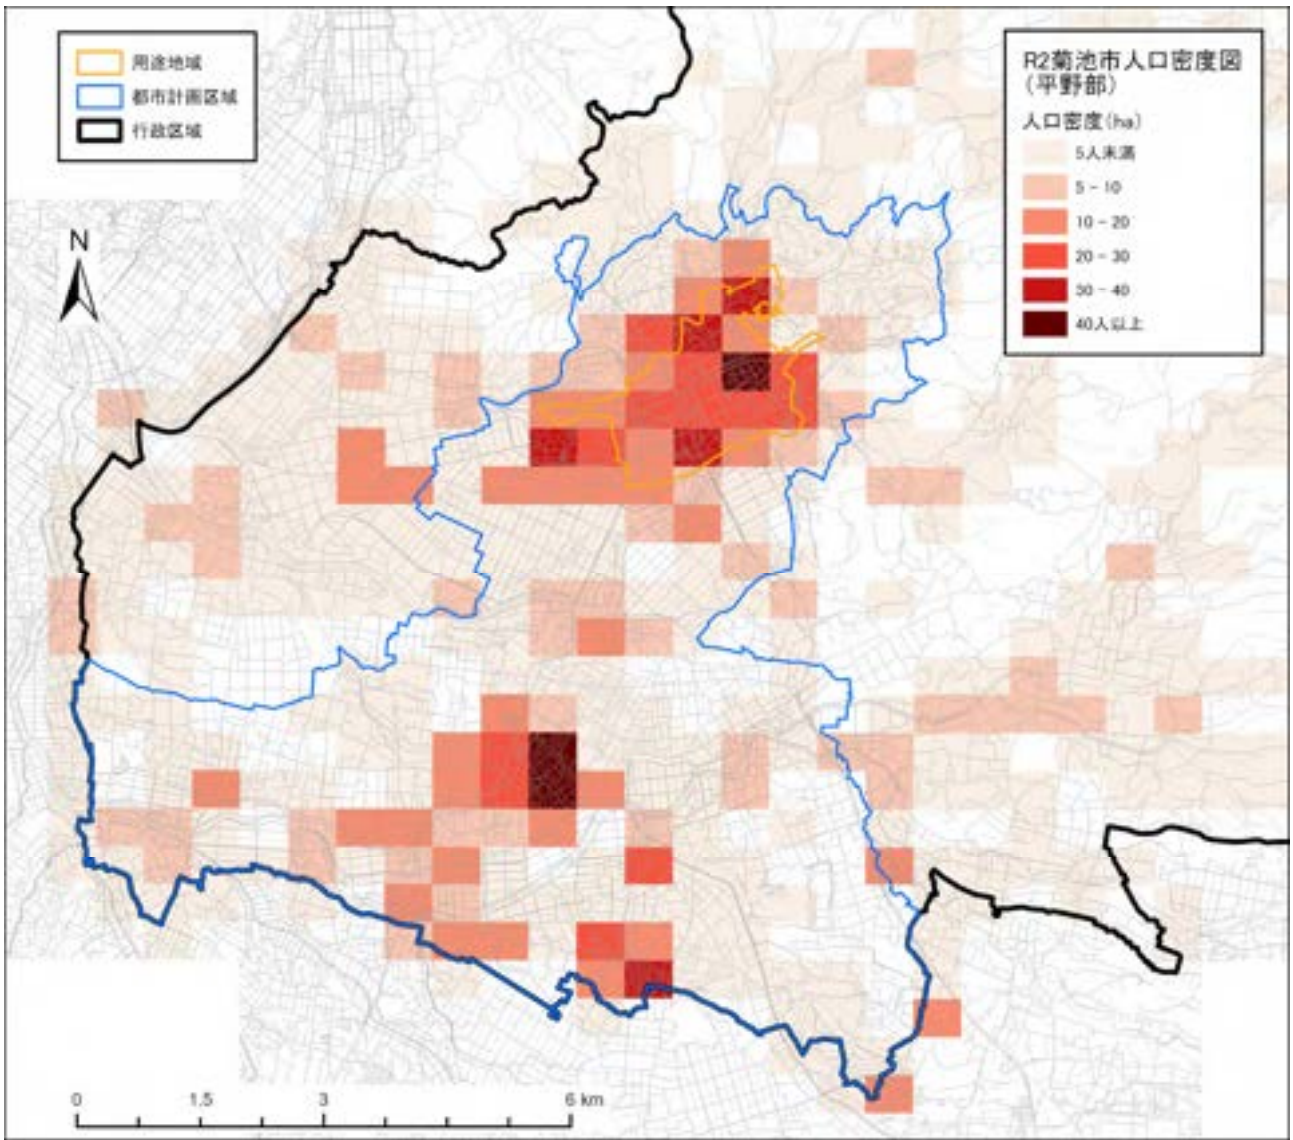 用途地域
都市計画区域
行政区域
R2菊池市人口密度図
(平野部)
人口密度(ha)
5人未満
5 - 10
10 - 20
20 - 30
30 - 40
40人以上
N
0 1.5 3 6 km